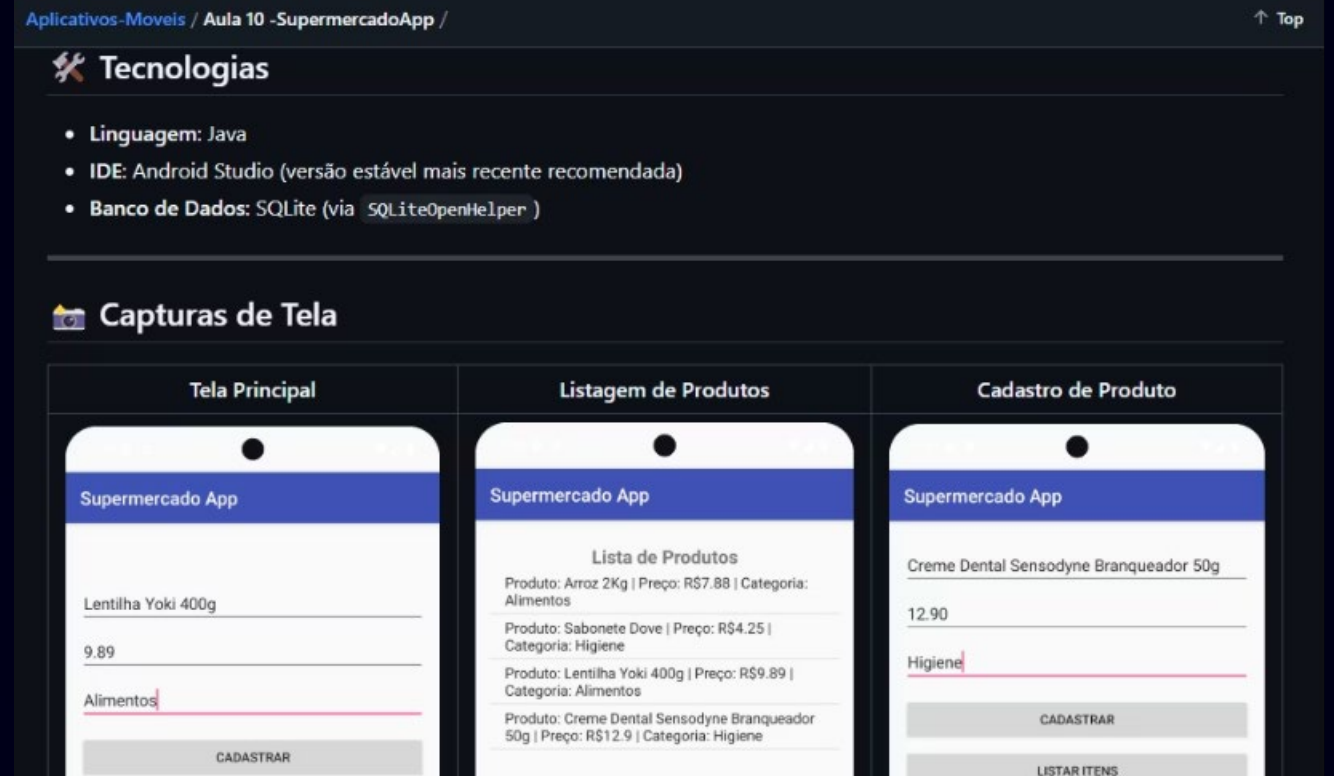 Aplicativos-Moveis / Aula 10 -SupermercadoApp /
↑ Top
🛠️ Tecnologias
• Linguagem: Java
• IDE: Android Studio (versão estável mais recente recomendada)
• Banco de Dados: SQLite (via SQLiteOpenHelper )
📸 Capturas de Tela
Tela Principal
Listagem de Produtos
Cadastro de Produto
Supermercado App
Lentilha Yoki 400g
9.89
Alimentos
CADASTRAR
Supermercado App
Lista de Produtos
Produto: Arroz 2Kg | Preço: R$7.88 | Categoria:
Alimentos
Produto: Sabonete Dove | Preço: R$4.25 |
Categoria: Higiene
Produto: Lentilha Yoki 400g | Preço: R$9.89 |
Categoria: Alimentos
Produto: Creme Dental Sensodyne Branqueador
50g | Preço: R$12.9 | Categoria: Higiene
Supermercado App
Creme Dental Sensodyne Branqueador 50g
12.90
Higiene
CADASTRAR
LISTAR ITENS